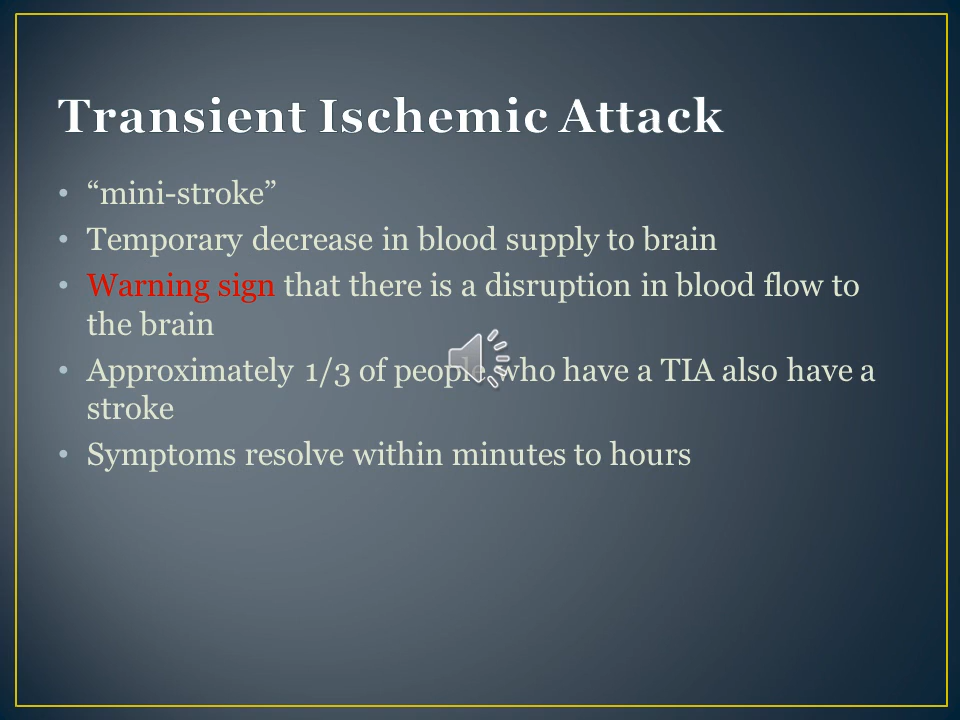 Transient Ischemic Attack
• “mini-stroke”
• Temporary decrease in blood supply to brain
• Warning sign that there is a disruption in blood flow to
the brain
• Approximately 1/3 of people who have a TIA also have a
stroke
• Symptoms resolve within minutes to hours